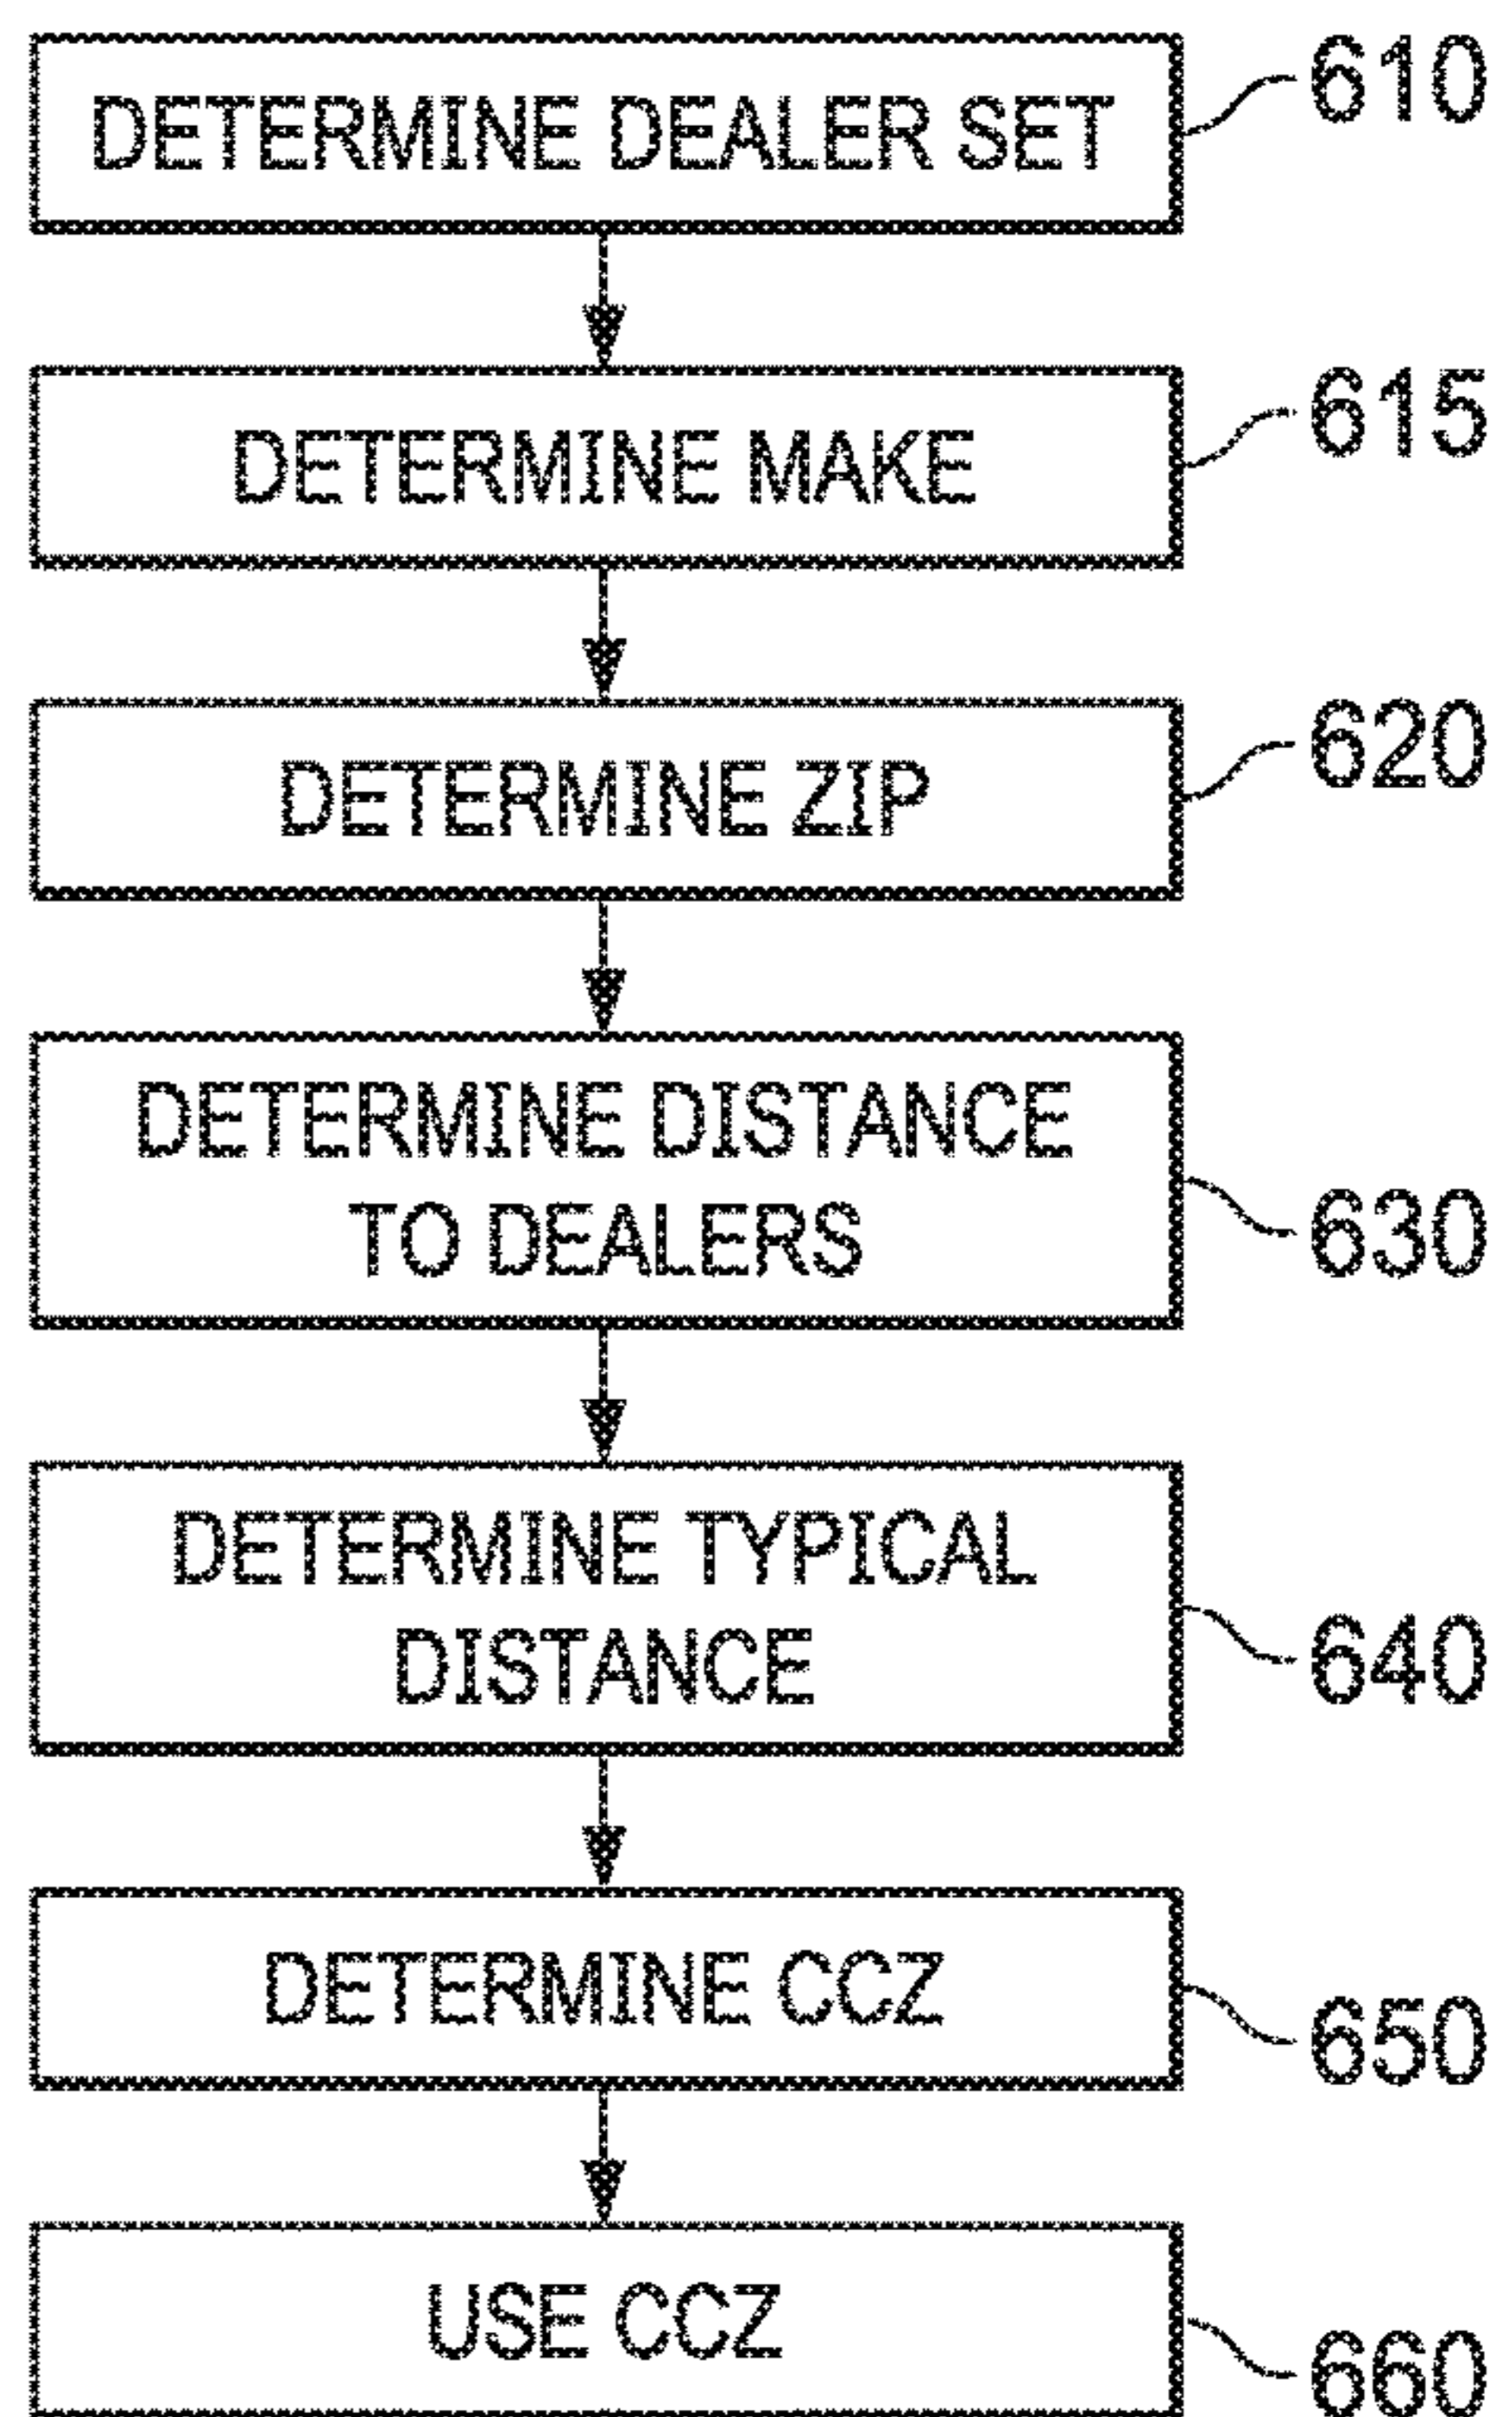 DETERMINE DEALER SET
610
DETERMINE MAKE
615
DETERMINE ZIP
620
DETERMINE DISTANCE
TO DEALERS
630
DETERMINE TYPICAL
DISTANCE
640
DETERMINE CCZ
650
USE CCZ
660